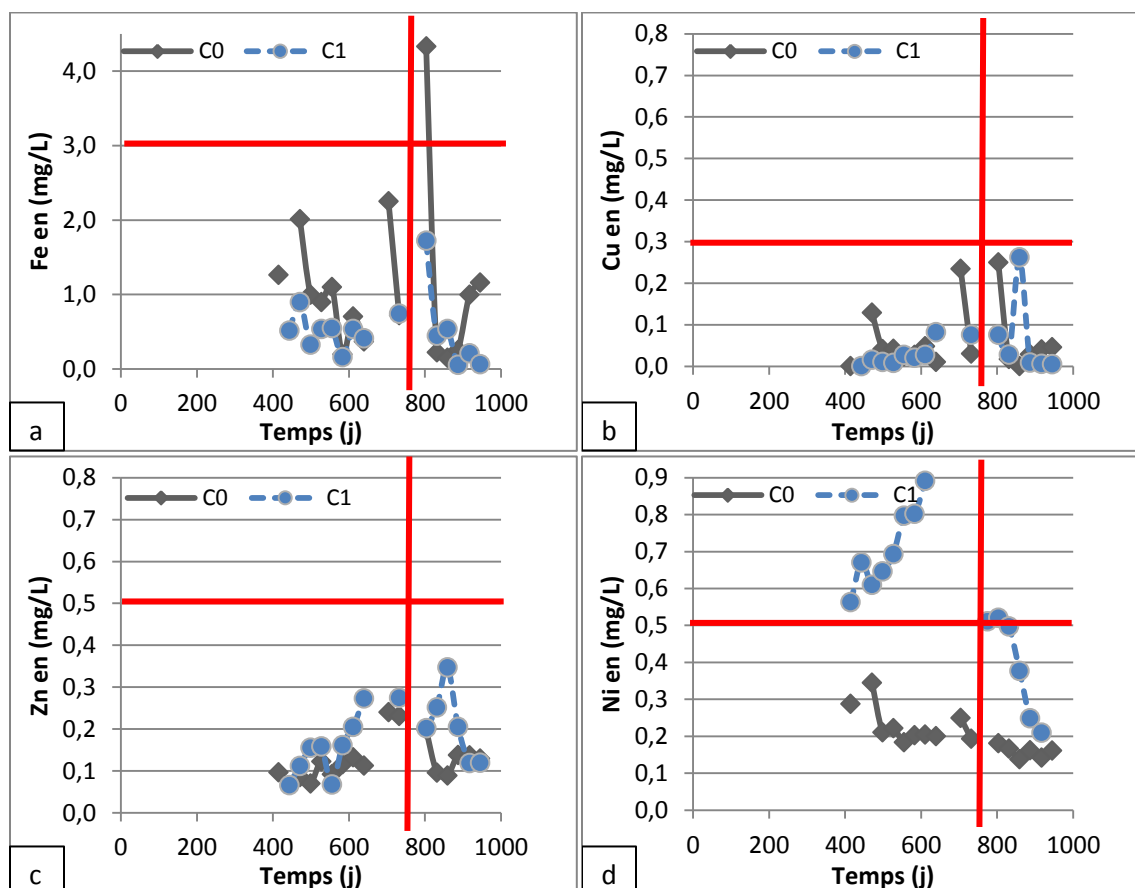 C0 C1
4,0
3,0
2,0
1,0
0,0
Fe en (mg/L)
0 200 400 600 800 1000
Temps (j)
a
C0 C1
0,8
0,7
0,6
0,5
0,4
0,3
0,2
0,1
0,0
Cu en (mg/L)
0 200 400 600 800 1000
Temps (j)
b
C0 C1
0,8
0,7
0,6
0,5
0,4
0,3
0,2
0,1
0,0
Zn en (mg/L)
0 200 400 600 800 1000
Temps (j)
c
C0 C1
0,9
0,8
0,7
0,6
0,5
0,4
0,3
0,2
0,1
0,0
Ni en (mg/L)
0 200 400 600 800 1000
Temps (j)
d